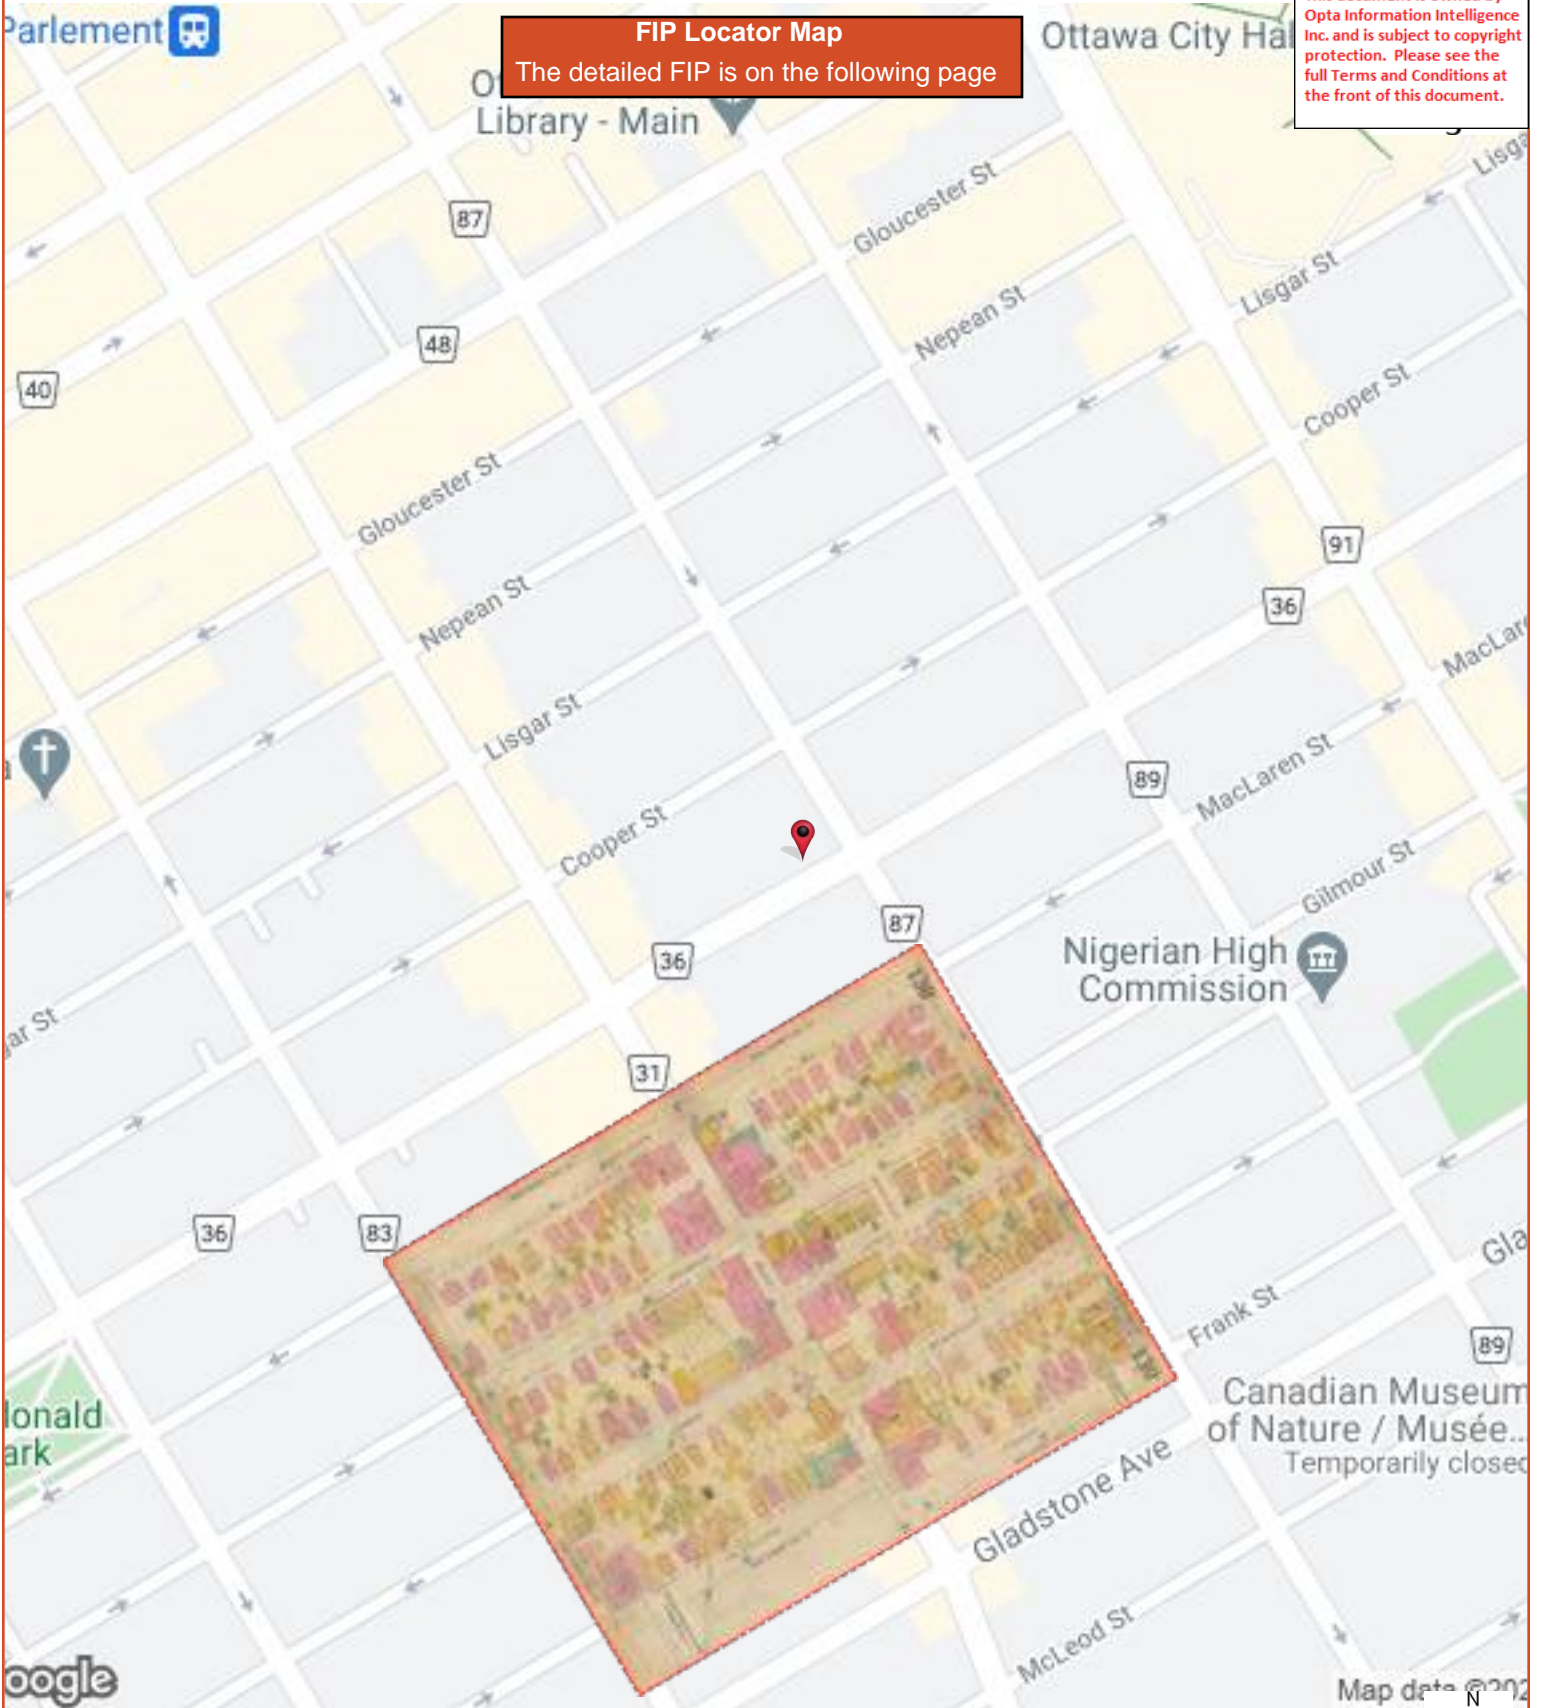 Parlement
FIP Locator Map
The detailed FIP is on the following page
Ottawa City Hal
Opta Information Intelligence
Inc. and is subject to copyright
protection. Please see the
full Terms and Conditions at
the front of this document.
Library - Main
Gloucester St
87
Nepean St
Lisgar St
48
40
Cooper St
Gloucester St
91
36
Nepean St
MacLaren St
89
Lisgar St
Cooper St
Gilmour St
87
36
Nigerian High
Commission
31
130
36
83
Frank St
89
130
Canadian Museum
of Nature / Musée...
Temporarily closed
Gladstone Ave
McLeod St
oogle
N